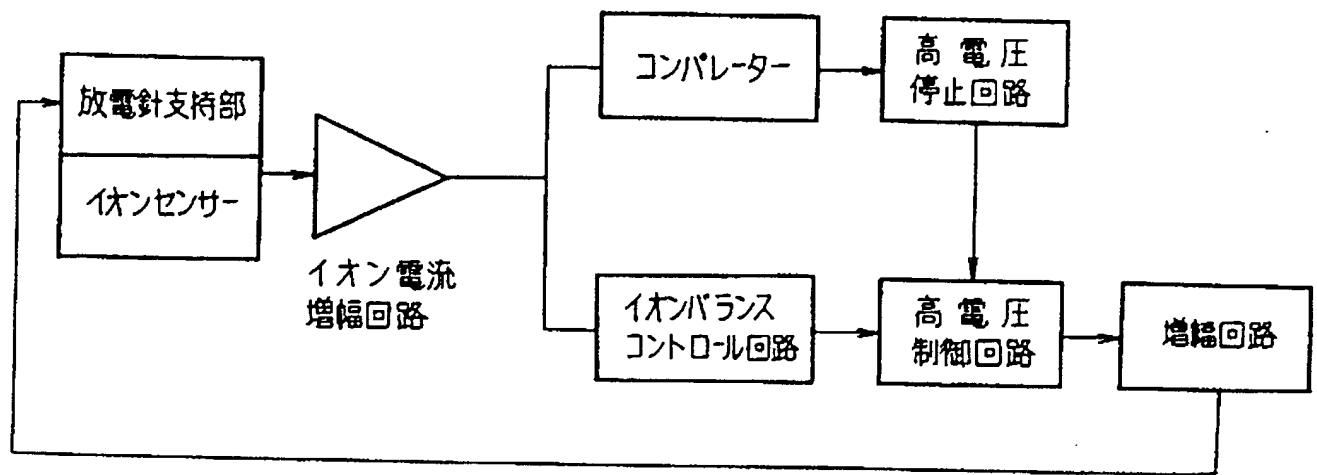 放電針支持部
イオンセンサー
イオン電流
増幅回路
コンパレーター
高電圧
停止回路
イオンバランス
コントロール回路
高電圧
制御回路
増幅回路